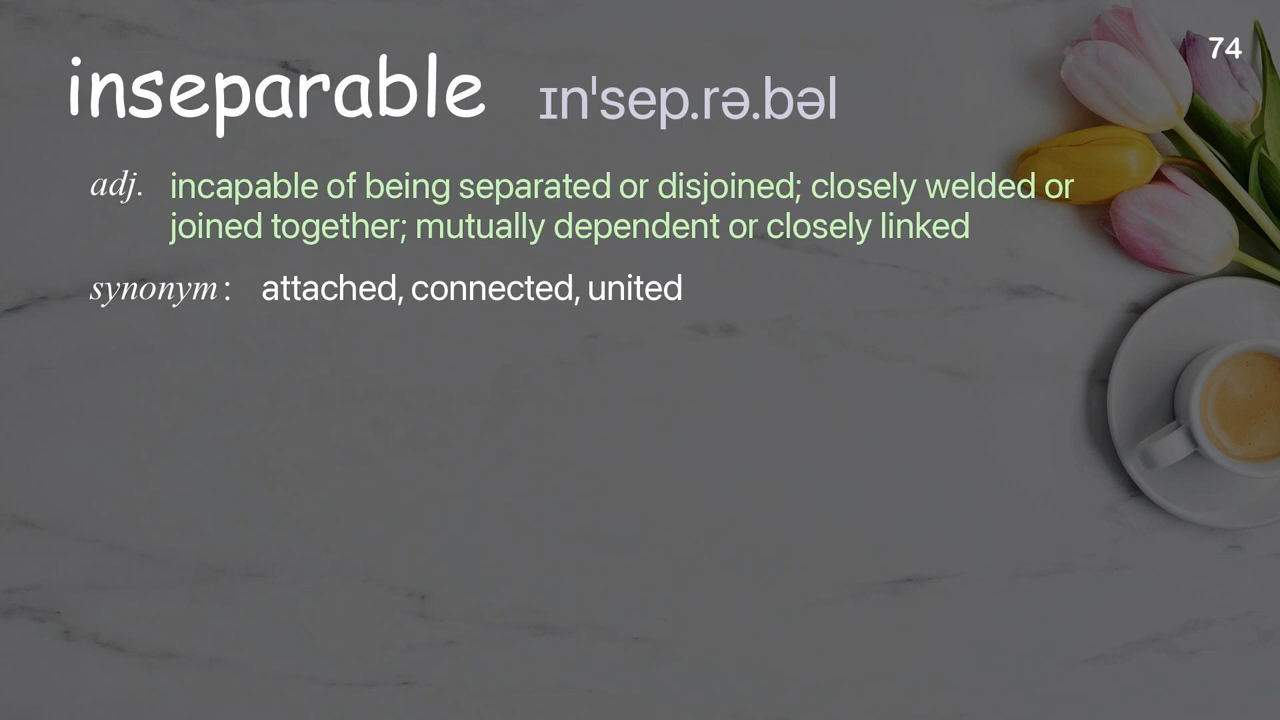 74
inseparable ɪnˈsep.rə.bəl
adj. incapable of being separated or disjoined; closely welded or
joined together; mutually dependent or closely linked
synonym : attached, connected, united